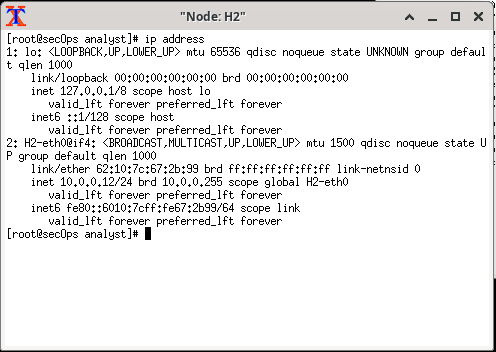 "Node: H2"
[root@secOps analyst]# ip address
1: lo: <LOOPBACK,UP,LOWER_UP> mtu 65536 qdisc noqueue state UNKNOWN group defaul
t qlen 1000
    link/loopback 00:00:00:00:00:00 brd 00:00:00:00:00:00
    inet 127.0.0.1/8 scope host lo
       valid_lft forever preferred_lft forever
    inet6 ::1/128 scope host
       valid_lft forever preferred_lft forever
2: H2-eth0@if4: <BROADCAST,MULTICAST,UP,LOWER_UP> mtu 1500 qdisc noqueue state U
P group default qlen 1000
    link/ether 62:10:7c:67:2b:99 brd ff:ff:ff:ff:ff:ff link-netnsid 0
    inet 10.0.0.12/24 brd 10.0.0.255 scope global H2-eth0
       valid_lft forever preferred_lft forever
    inet6 fe80::6010:7cff:fe67:2b99/64 scope link
       valid_lft forever preferred_lft forever
[root@secOps analyst]#